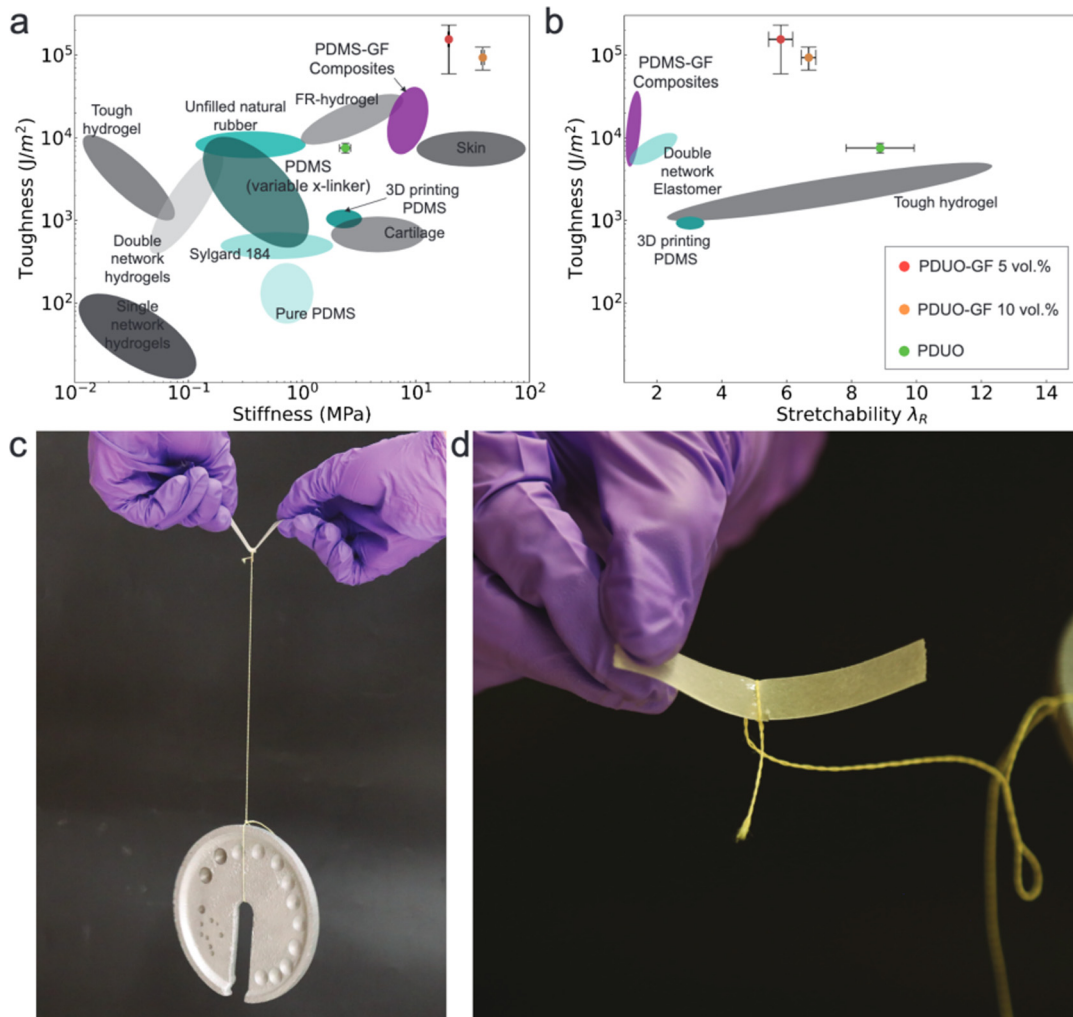 a
Toughness (J/m²)
10⁵
10⁴
10³
10²
10⁻²
10⁻¹
10⁰
10¹
10²
Stiffness (MPa)
PDMS-GF
Composites
FR-hydrogel
Unfilled natural
rubber
Tough
hydrogel
PDMS
(variable x-linker)
Skin
3D printing
PDMS
Cartilage
Double
network
hydrogels
Sylgard 184
Pure PDMS
Single
network
hydrogels
b
Toughness (J/m²)
10⁵
10⁴
10³
10²
2
4
6
8
10
12
14
Stretchability λR
PDMS-GF
Composites
Double
network
Elastomer
Tough hydrogel
3D printing
PDMS
PDUO-GF 5 vol.%
PDUO-GF 10 vol.%
PDUO
c
d